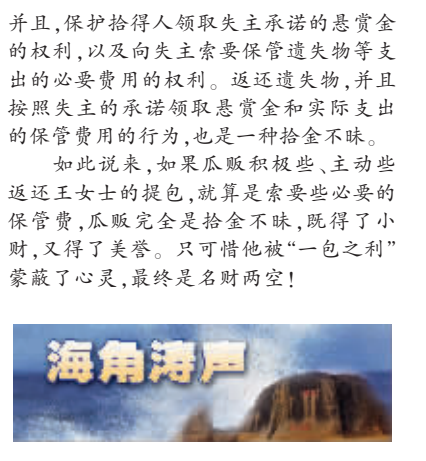 并且,保护拾得人领取失主承诺的悬赏金
的权利,以及向失主索要保管遗失物等支
出的必要费用的权利。返还遗失物,并且
按照失主的承诺领取悬赏金和实际支出
的保管费用的行为,也是一种拾金不昧。
如此说来,如果瓜贩积极些、主动些
返还王女士的提包,就算是索要些必要的
保管费,瓜贩完全是拾金不昧,既得了小
财,又得了美誉。只可惜他被“一包之利”
蒙蔽了心灵,最终是名财两空!
海角涛声